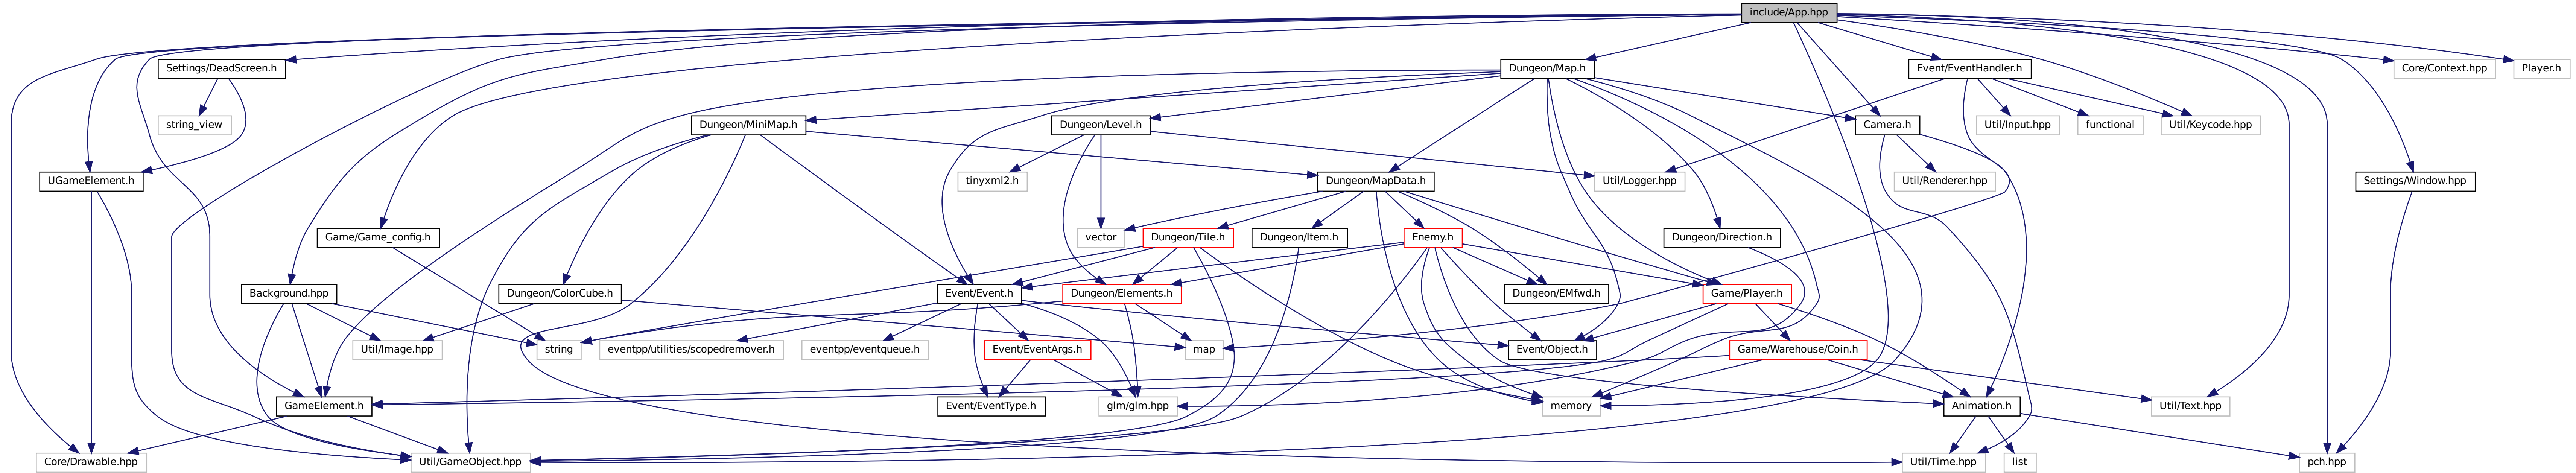 include/App.hpp
Settings/DeadScreen.h
Dungeon/Map.h
Event/EventHandler.h
Core/Context.hpp
Player.h
string_view
Dungeon/MiniMap.h
Dungeon/Level.h
Camera.h
Util/Input.hpp
functional
Util/Keycode.hpp
UGameElement.h
tinyxml2.h
Dungeon/MapData.h
Util/Logger.hpp
Util/Renderer.hpp
Settings/Window.hpp
Game/Game_config.h
vector
Dungeon/Tile.h
Dungeon/Item.h
Enemy.h
Dungeon/Direction.h
Background.hpp
Dungeon/ColorCube.h
Event/Event.h
Dungeon/Elements.h
Dungeon/EMfwd.h
Game/Player.h
Util/Image.hpp
string
eventpp/utilities/scopedremover.h
eventpp/eventqueue.h
Event/EventArgs.h
map
Event/Object.h
Game/Warehouse/Coin.h
GameElement.h
Event/EventType.h
glm/glm.hpp
memory
Animation.h
Util/Text.hpp
Core/Drawable.hpp
Util/GameObject.hpp
Util/Time.hpp
list
pch.hpp